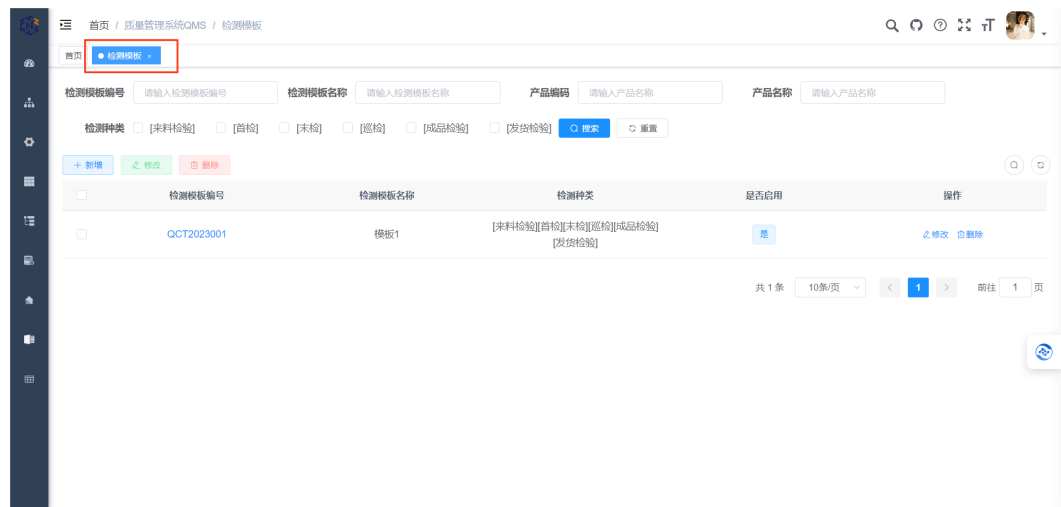 首页 / 质量管理系统QMS / 检测模板
首页 检测模板 ×
检测模板编号 请输入检测模板编号 检测模板名称 请输入检测模板名称 产品编码 请输入产品名称 产品名称 请输入产品名称
检测种类 [来料检验] [首检] [末检] [巡检] [成品检验] [发货检验] 搜索 重置
+ 新增 修改 删除
检测模板编号 检测模板名称 检测种类 是否启用 操作
QCT2023001 模板1 [来料检验][首检][末检][巡检][成品检验] 是 修改 删除
[发货检验]
共 1 条 10条/页 < 1 > 前往 1 页